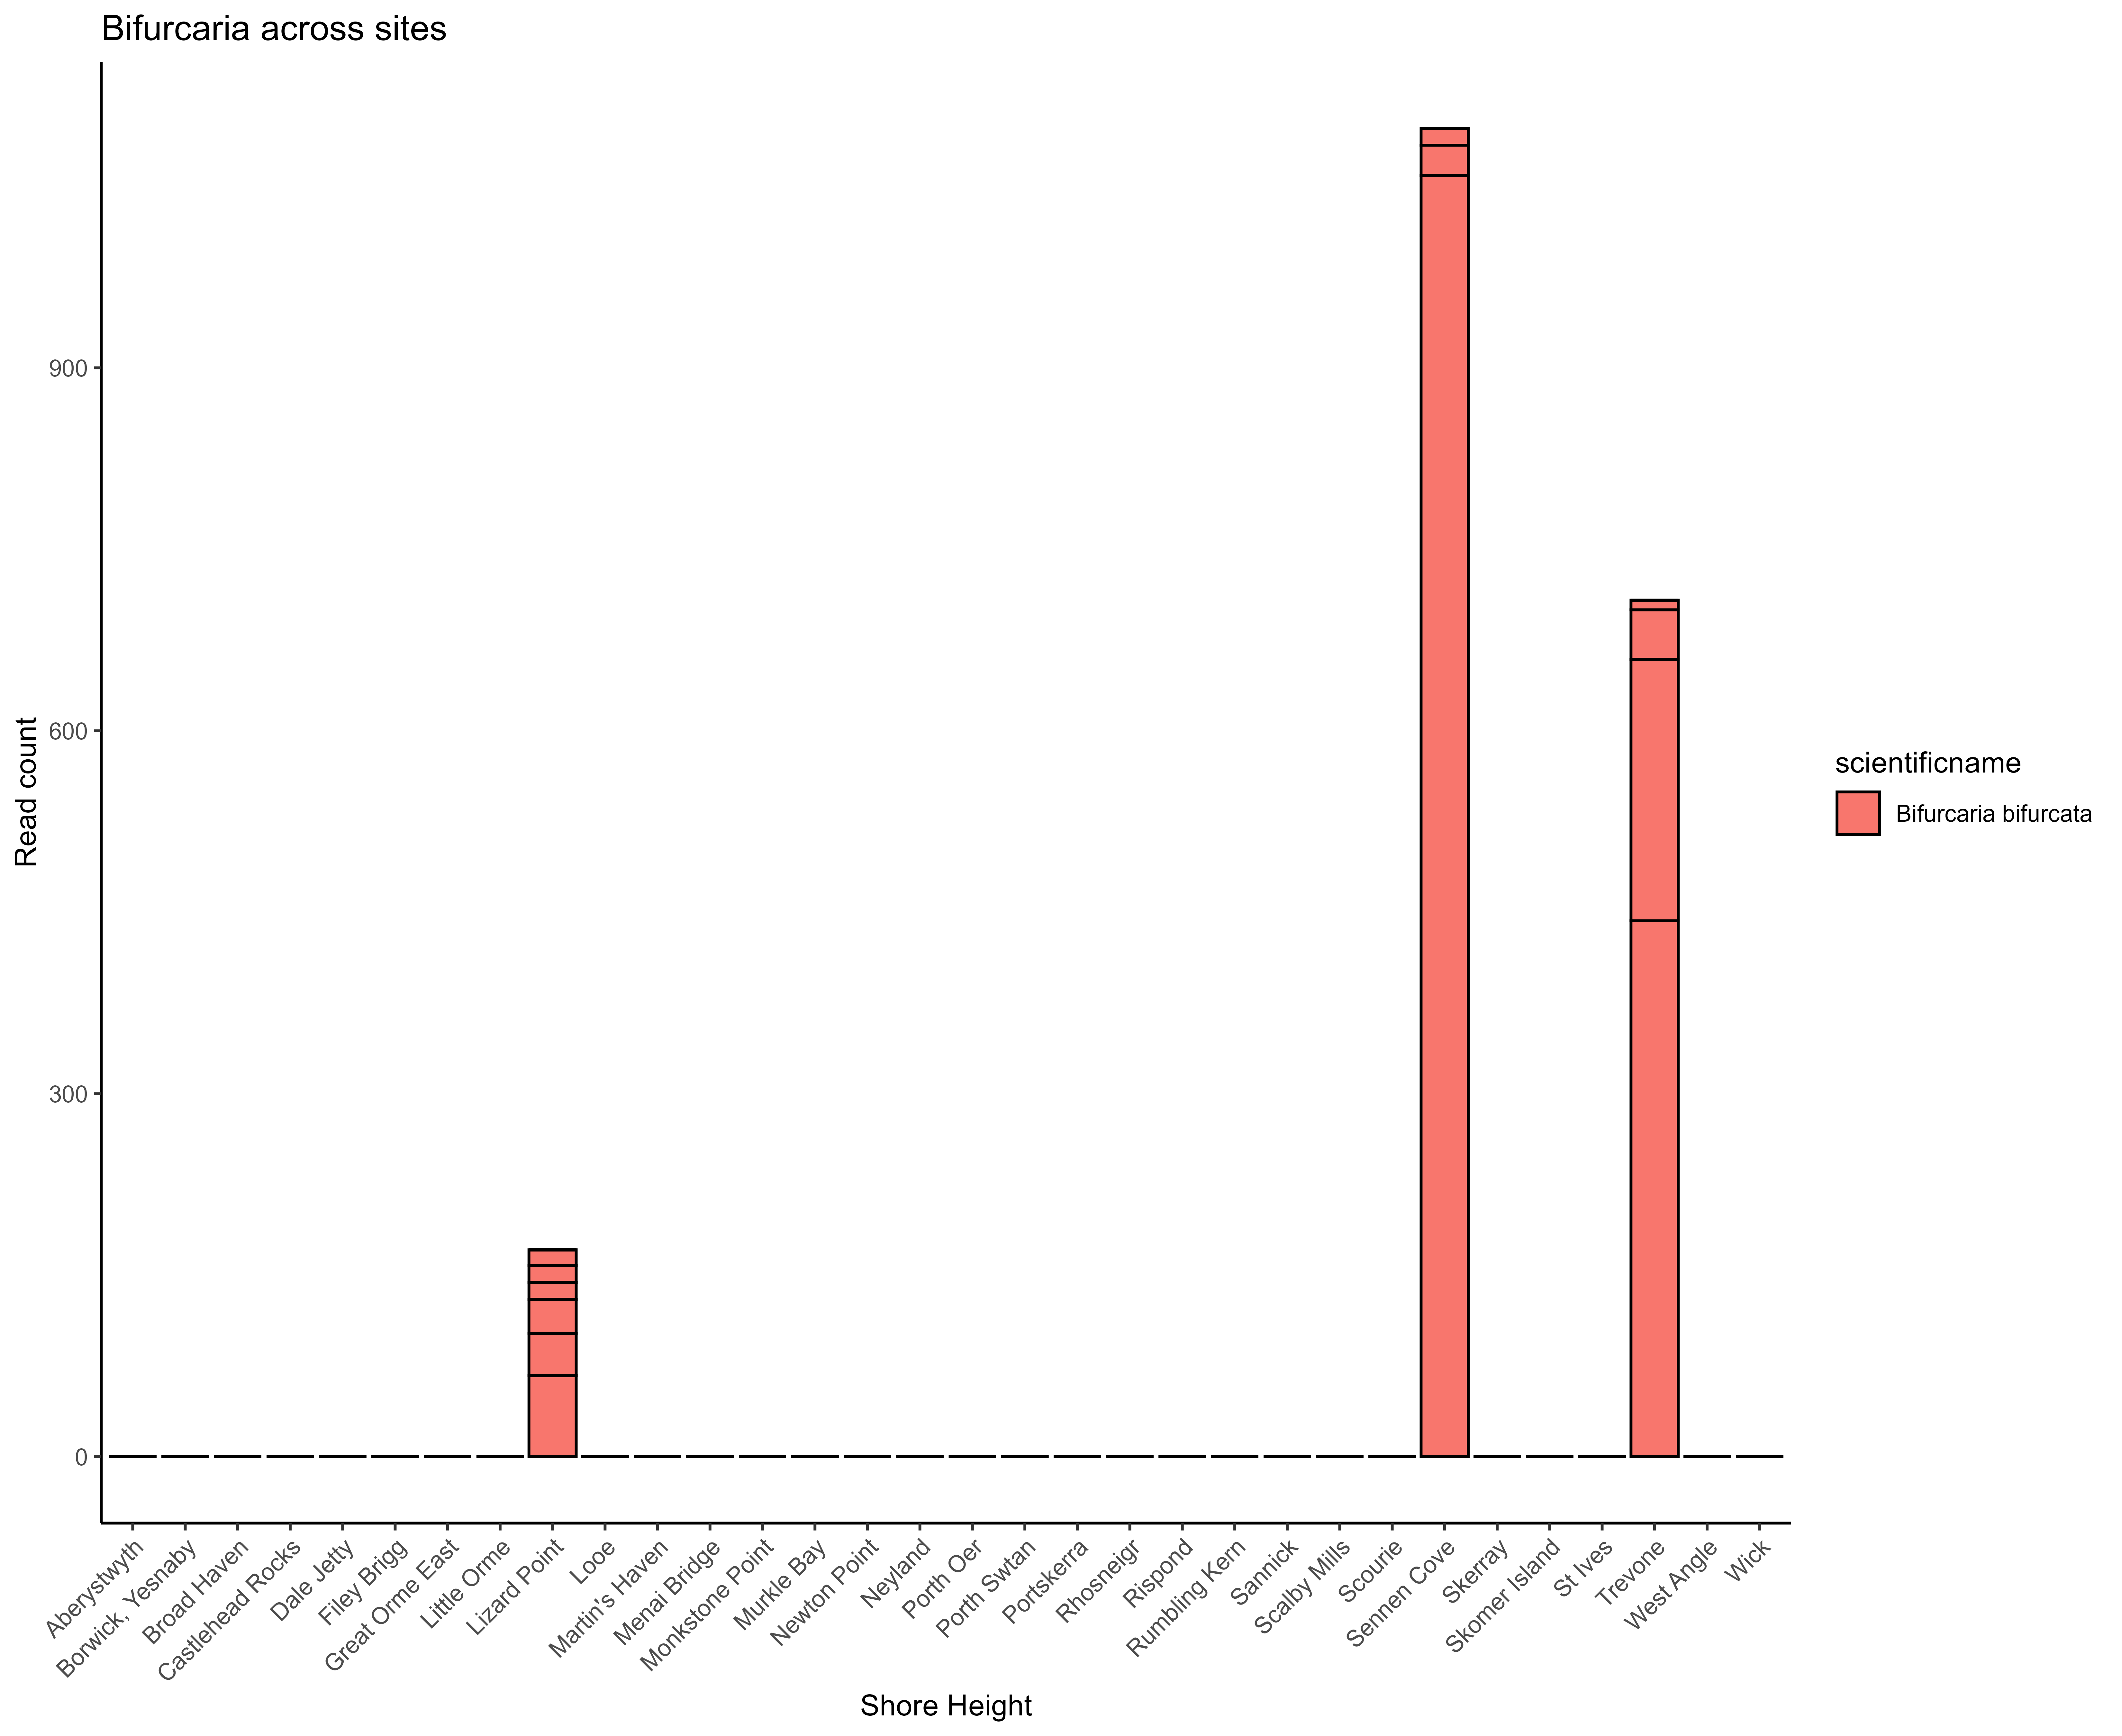 Bifurcaria across sites
Read count
900
600
300
0
Aberystwyth
Borwick, Yesnaby
Broad Haven
Castlehead Rocks
Dale Jetty
Filey Brigg
Great Orme East
Little Orme
Lizard Point
Looe
Martin's Haven
Menai Bridge
Monkstone Point
Murkle Bay
Newton Point
Neyland
Porth Oer
Porth Swtan
Portskerra
Rhosneigr
Rispond
Rumbling Kern
Sannick
Scalby Mills
Scourie
Sennen Cove
Skerray
Skomer Island
St Ives
Trevone
West Angle
Wick
Shore Height
scientificname
Bifurcaria bifurcata